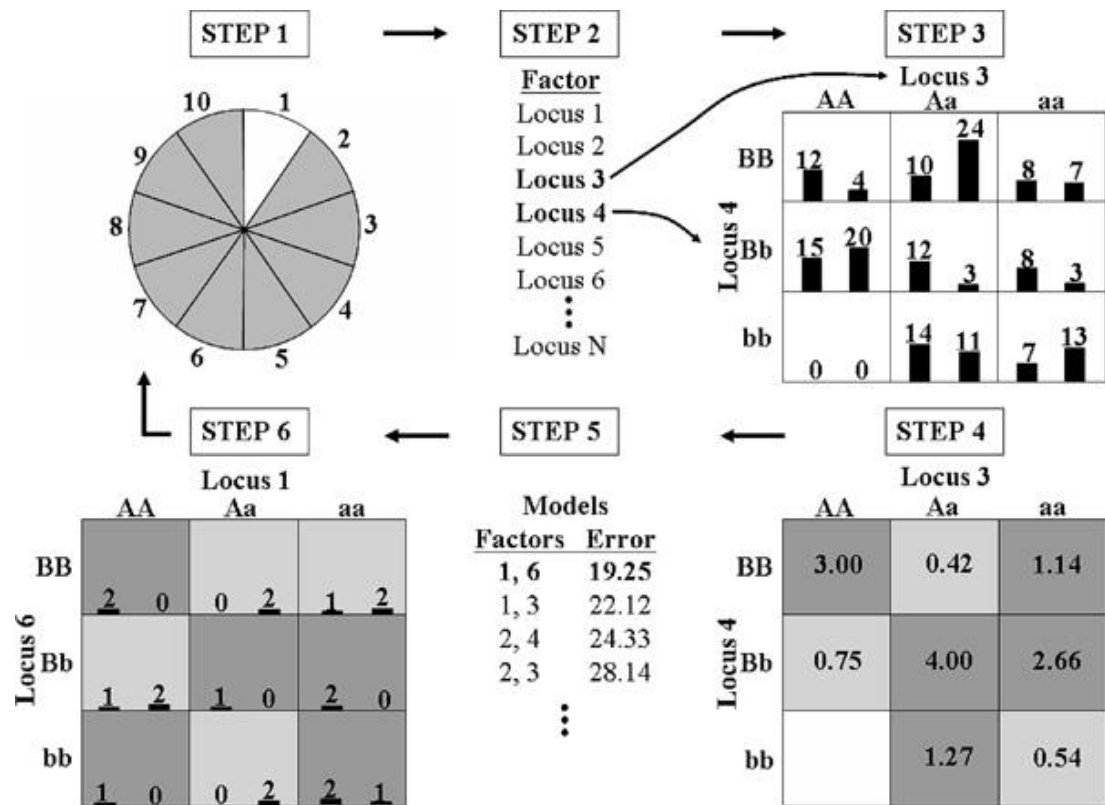 STEP 1
STEP 2
STEP 3
10 1
9 2
8 3
7 4
6 5
Factor
Locus 1
Locus 2
Locus 3
Locus 4
Locus 5
Locus 6
Locus N
Locus 3
AA Aa aa
Locus 4
BB 12 4 10 24 8 7
Bb 15 20 12 3 8 3
bb 0 0 14 11 7 13
STEP 6
STEP 5
STEP 4
Locus 1
AA Aa aa
Locus 6
BB 2 0 0 2 1 2
Bb 1 2 1 0 2 0
bb 1 0 0 2 2 1
Models
Factors Error
1, 6 19.25
1, 3 22.12
2, 4 24.33
2, 3 28.14
Locus 3
AA Aa aa
Locus 4
BB 3.00 0.42 1.14
Bb 0.75 4.00 2.66
bb 1.27 0.54